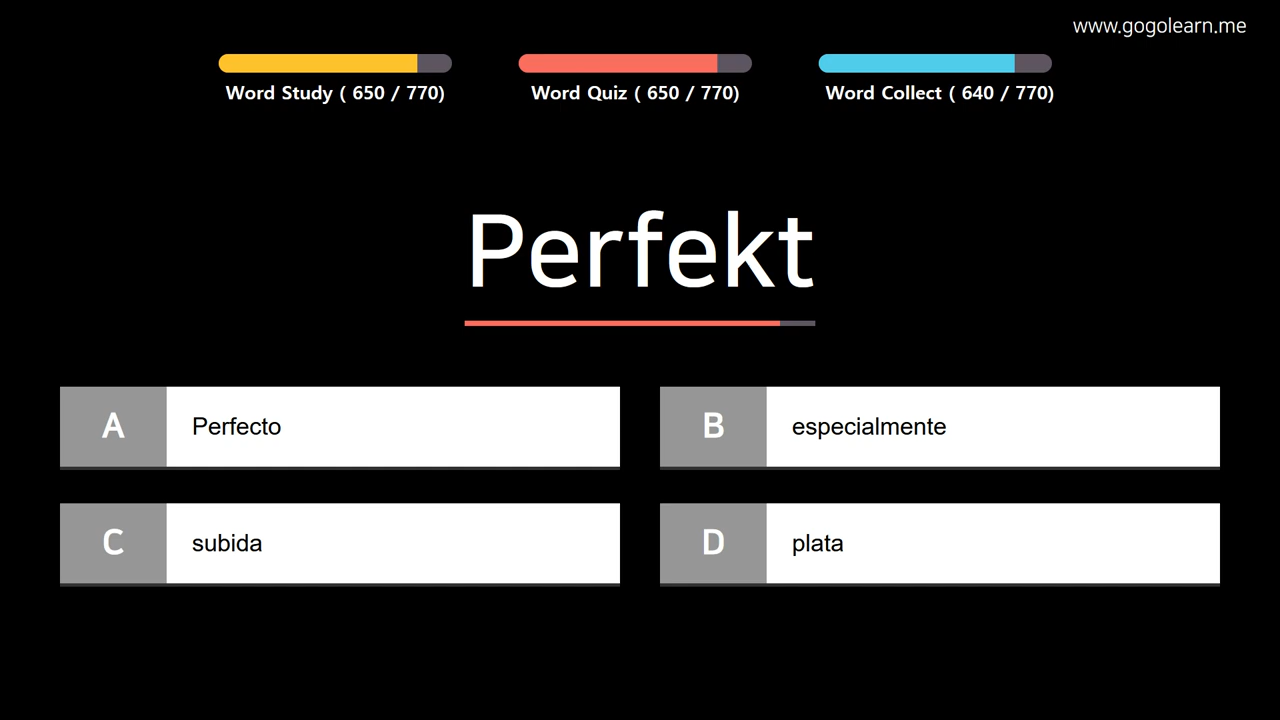 www.gogolearn.me
Word Study ( 650 / 770)
Word Quiz ( 650 / 770)
Word Collect ( 640 / 770)
Perfekt
A
Perfecto
B
especialmente
C
subida
D
plata